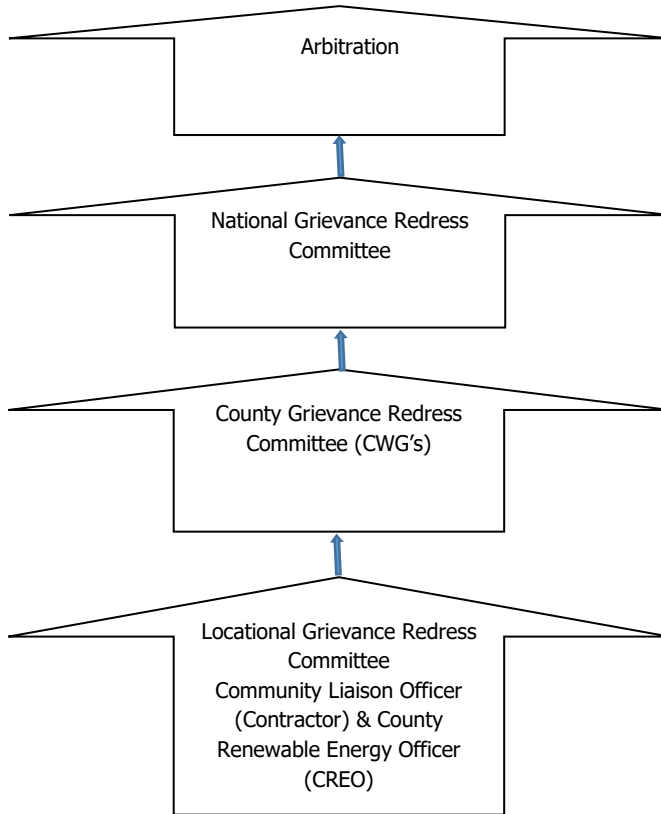 Arbitration
National Grievance Redress
Committee
County Grievance Redress
Committee (CWG’s)
Locational Grievance Redress
Committee
Community Liaison Officer
(Contractor) & County
Renewable Energy Officer
(CREO)